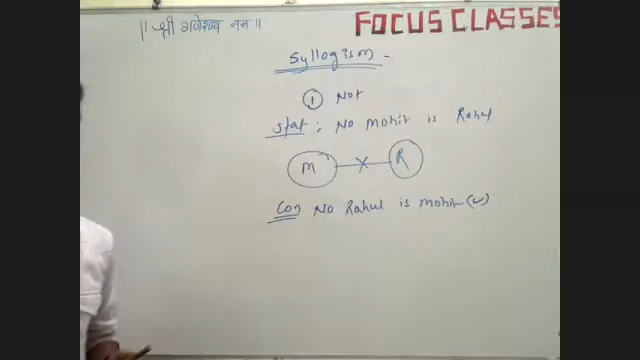 || श्री गणेशाय नमः ||
FOCUS CLASSES
Syllogism -
① Not
Stat : No Mohit is Rahul
M × R
Con No Rahul is Mohit (✓)